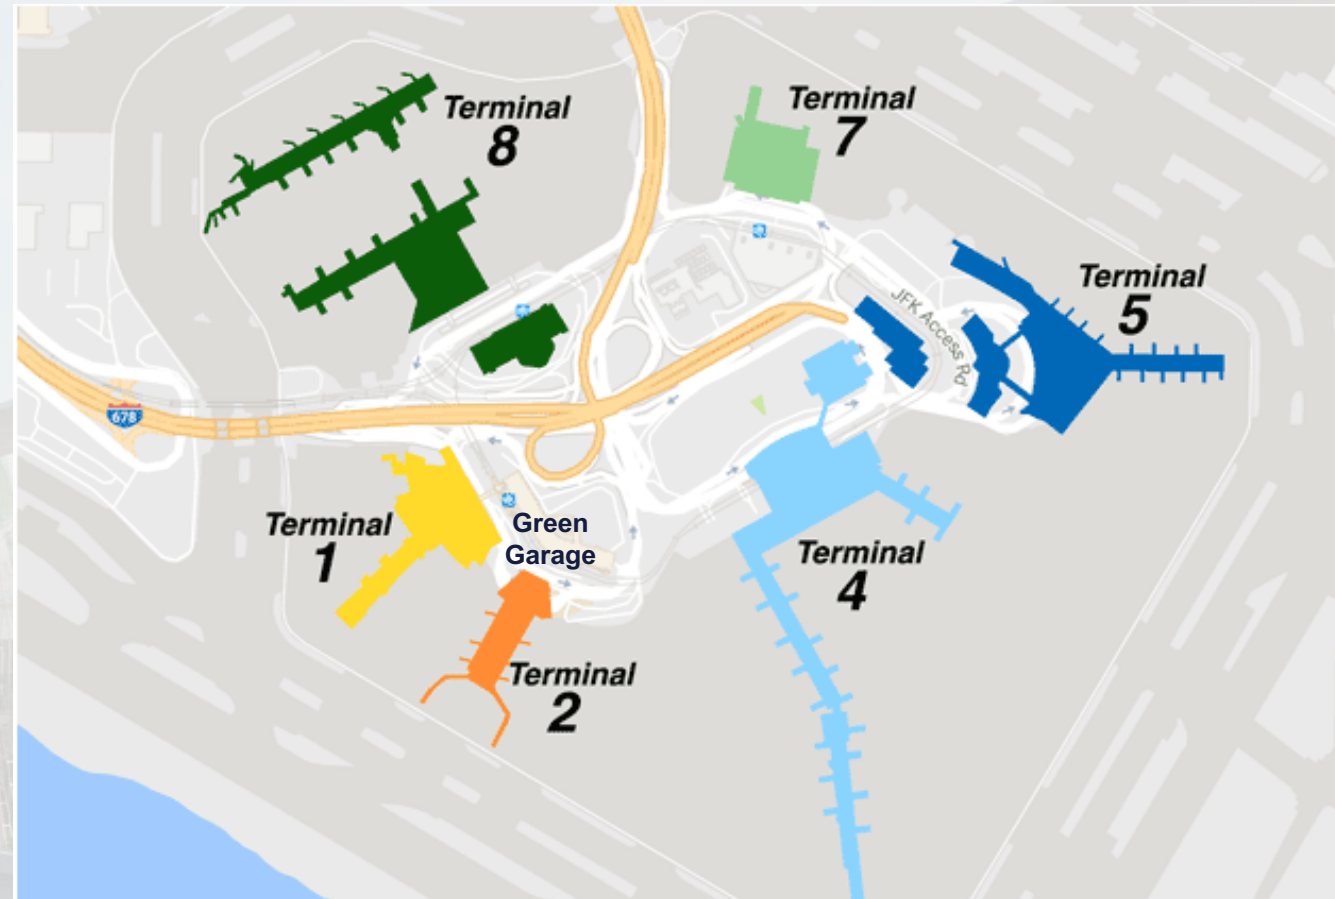 Terminal
8
Terminal
7
Terminal
5
JFK Access Rd
678
Terminal
1
Green
Garage
Terminal
4
Terminal
2